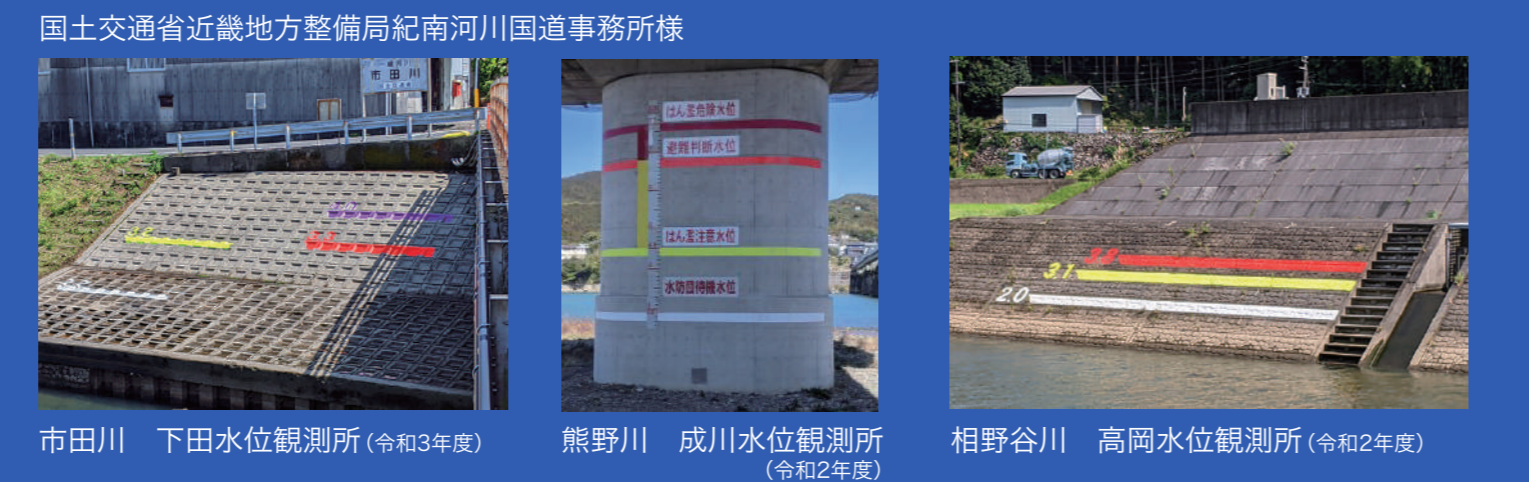 国土交通省近畿地方整備局紀南河川国道事務所様
市田川
2.2
3.3
はん濫危険水位
避難判断水位
はん濫注意水位
水防団待機水位
3.8
3.1
2.0
市田川　下田水位観測所(令和3年度)
熊野川　成川水位観測所
(令和2年度)
相野谷川　高岡水位観測所(令和2年度)